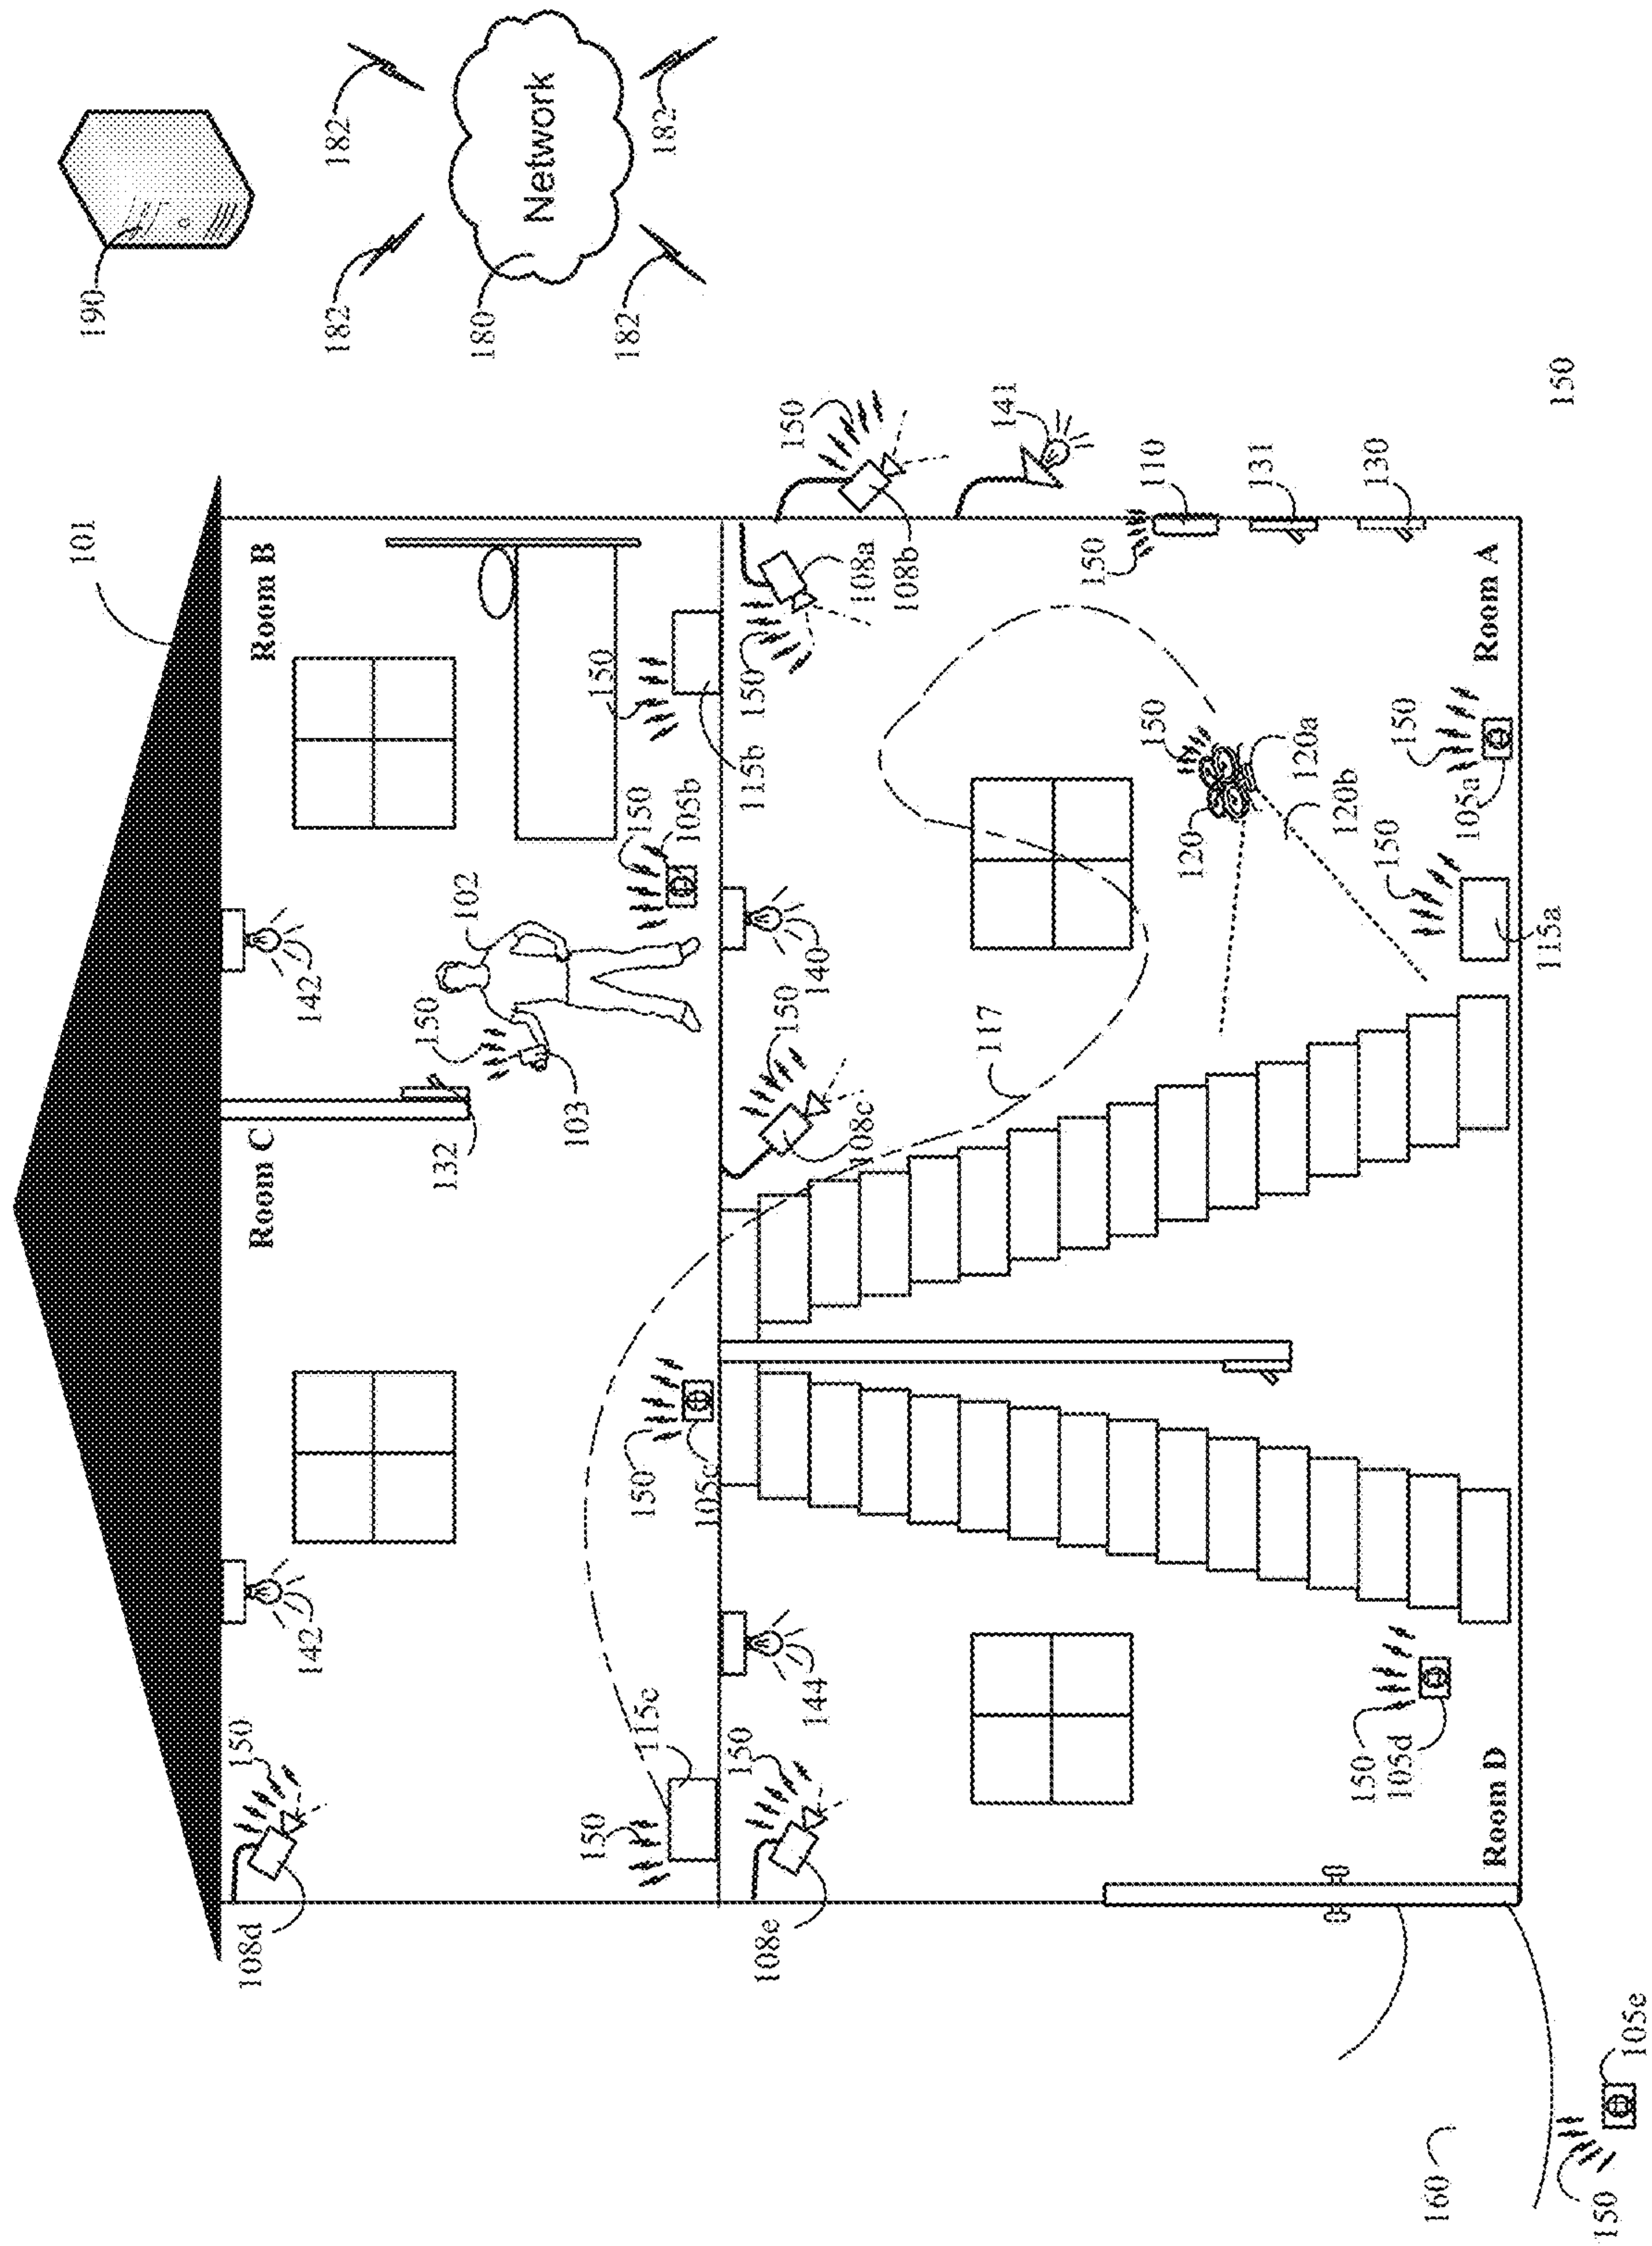 101
190
108d
150
Room C
Room B
142
142
182
182
132
150
102
180
Network
103
150
150
182
182
150
115c
150
105b
105c
150
115b
150
108e
150
150
144
140
108c
108a
108b
117
141
150
150
110
120
131
120a
120b
150
150
150
130
105d
160
105a
Room D
Room A
115a
150
150
105e